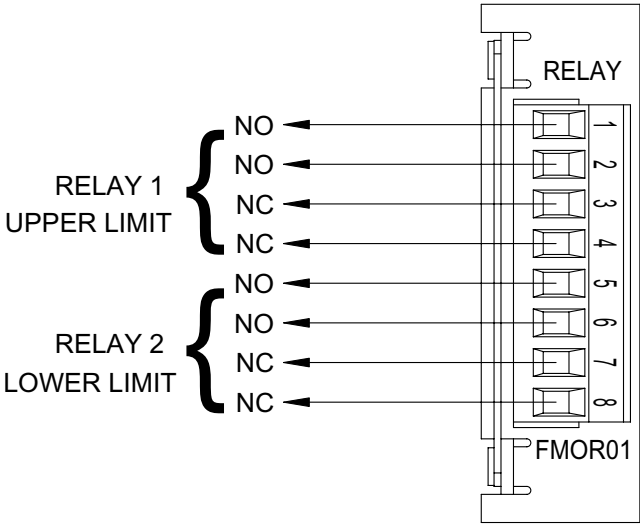 RELAY
NO 1
NO 2
RELAY 1
NC 3
UPPER LIMIT
NC 4
NO 5
NO 6
RELAY 2
NC 7
LOWER LIMIT
NC 8
FMOR01